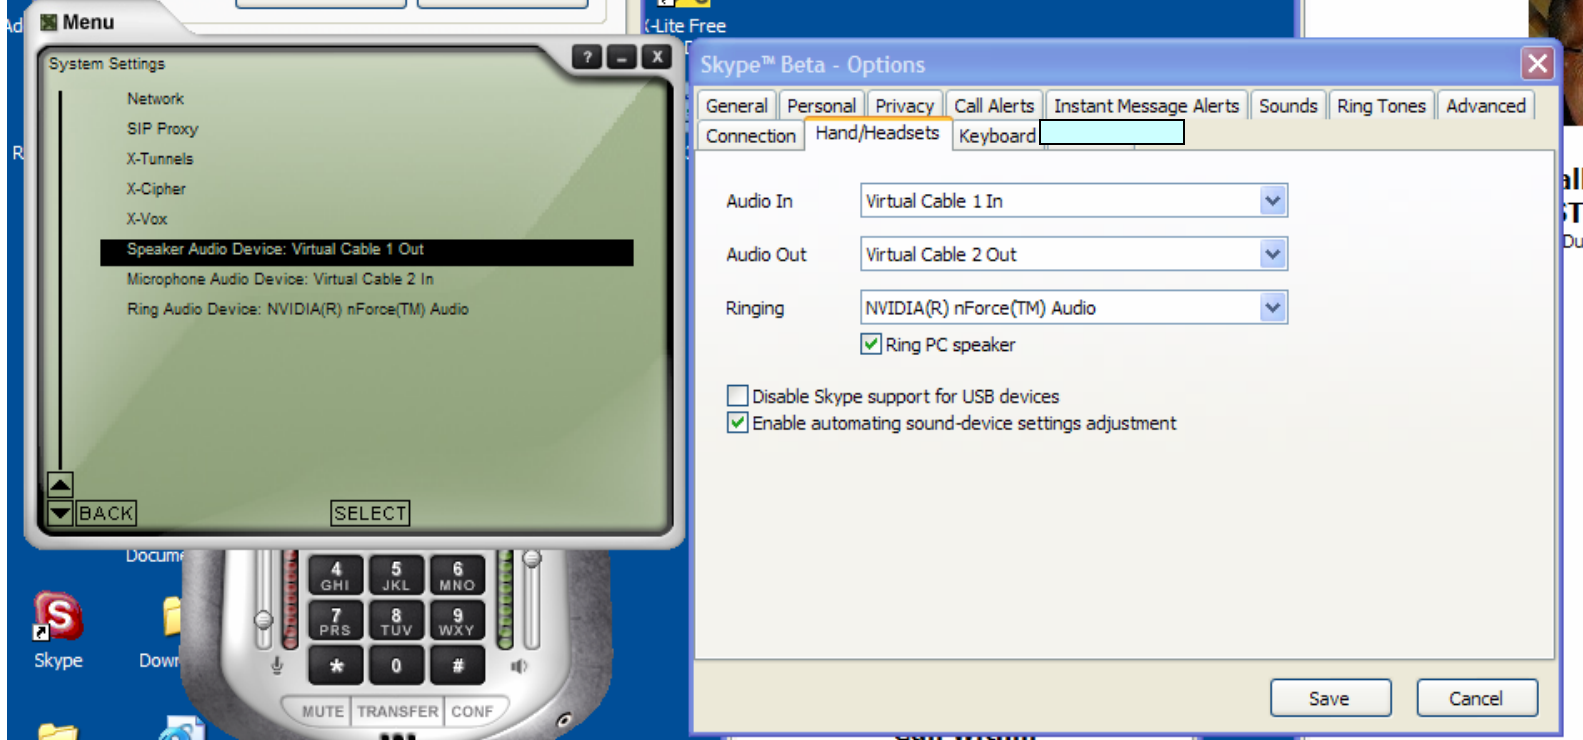 Menu
System Settings
Network
SIP Proxy
X-Tunnels
X-Cipher
X-Vox
Speaker Audio Device: Virtual Cable 1 Out
Microphone Audio Device: Virtual Cable 2 In
Ring Audio Device: NVIDIA(R) nForce(TM) Audio
BACK
SELECT
? - X
Ad
R
-Lite Free
D
Skype™ Beta - Options
General Personal Privacy Call Alerts Instant Message Alerts Sounds Ring Tones Advanced
Connection Hand/Headsets Keyboard
Audio In Virtual Cable 1 In
Audio Out Virtual Cable 2 Out
Ringing NVIDIA(R) nForce(TM) Audio
Ring PC speaker
Disable Skype support for USB devices
Enable automating sound-device settings adjustment
Save Cancel
all
ST
Du
Docume
S
Skype
Down
4 5 6
GHI JKL MNO
7 8 9
PRS TUV WXY
* 0 #
MUTE TRANSFER CONF